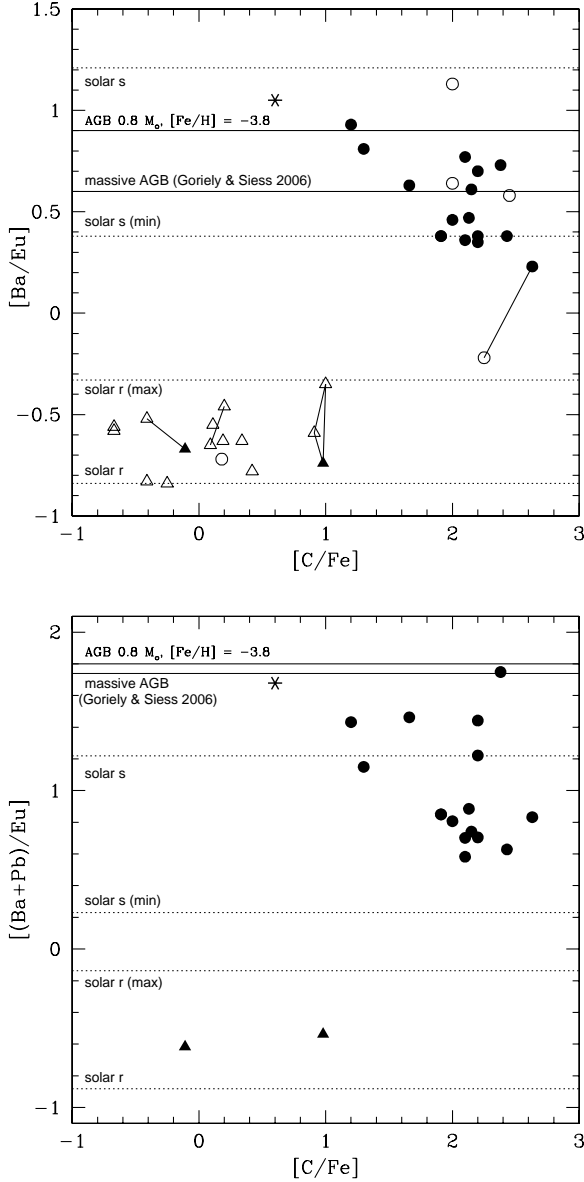 1.5
solar s
AGB 0.8 M⊙, [Fe/H] = −3.8
1
massive AGB (Goriely & Siess 2006)
0.5
solar s (min)
[Ba/Eu]
0
solar r (max)
−0.5
solar r
−1
−1 0 1 2 3
[C/Fe]
2
AGB 0.8 M⊙, [Fe/H] = −3.8
massive AGB
(Goriely & Siess 2006)
solar s
1
[(Ba+Pb)/Eu]
solar s (min)
0
solar r (max)
solar r
−1
−1 0 1 2 3
[C/Fe]